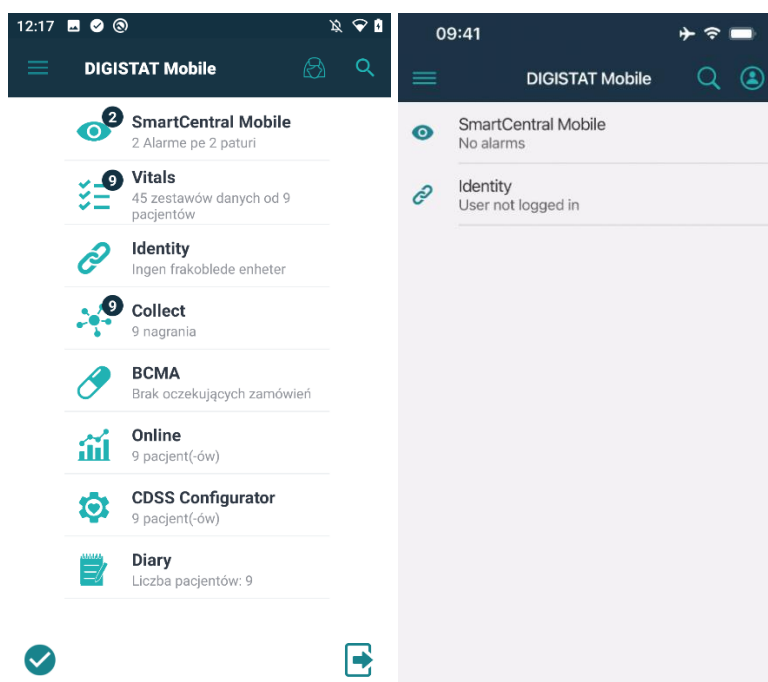 12:17
DIGISTAT Mobile
2
SmartCentral Mobile
2 Alarme pe 2 paturi
9
Vitals
45 zestawów danych od 9
pacjentów
Identity
Ingen frakoblede enheter
9
Collect
9 nagrania
BCMA
Brak oczekujących zamówień
Online
9 pacjent(-ów)
CDSS Configurator
9 pacjent(-ów)
Diary
Liczba pacjentów: 9
09:41
DIGISTAT Mobile
SmartCentral Mobile
No alarms
Identity
User not logged in